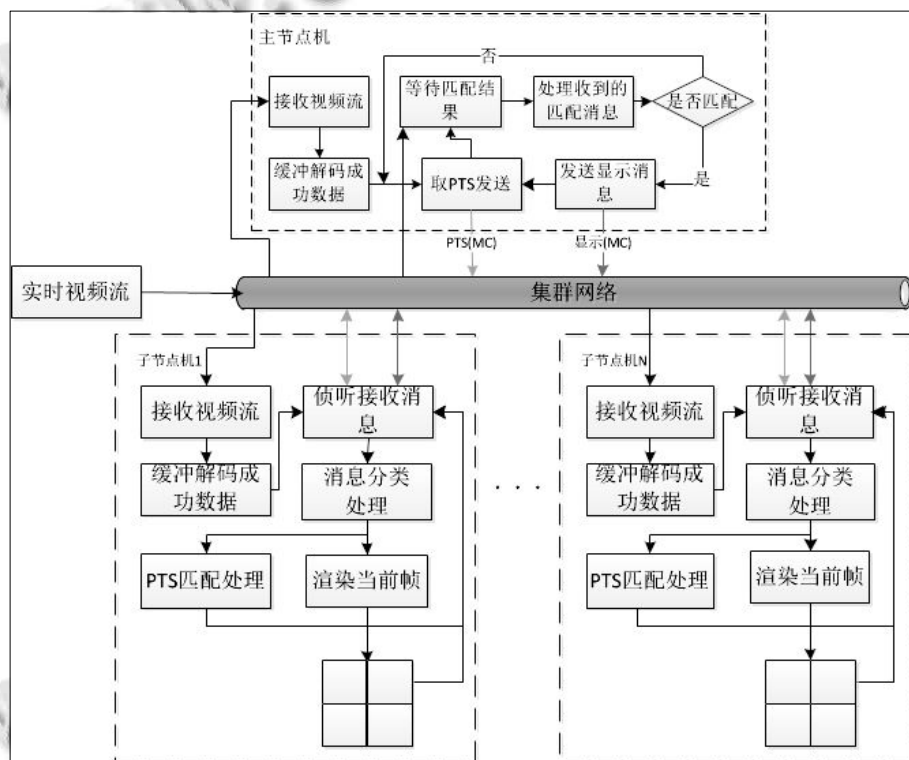 主节点机
否
接收视频流
等待匹配结
果
处理收到的
匹配消息
是否匹配
缓冲解码成
功数据
取PTS发送
发送显示消
息
是
PTS(MC)
显示(MC)
实时视频流
集群网络
子节点机1
接收视频流
侦听接收消
息
缓冲解码成
功数据
消息分类
处理
PTS匹配处理
渲染当前帧
. . .
子节点机N
接收视频流
侦听接收消
息
缓冲解码成
功数据
消息分类
处理
PTS匹配处理
渲染当前帧